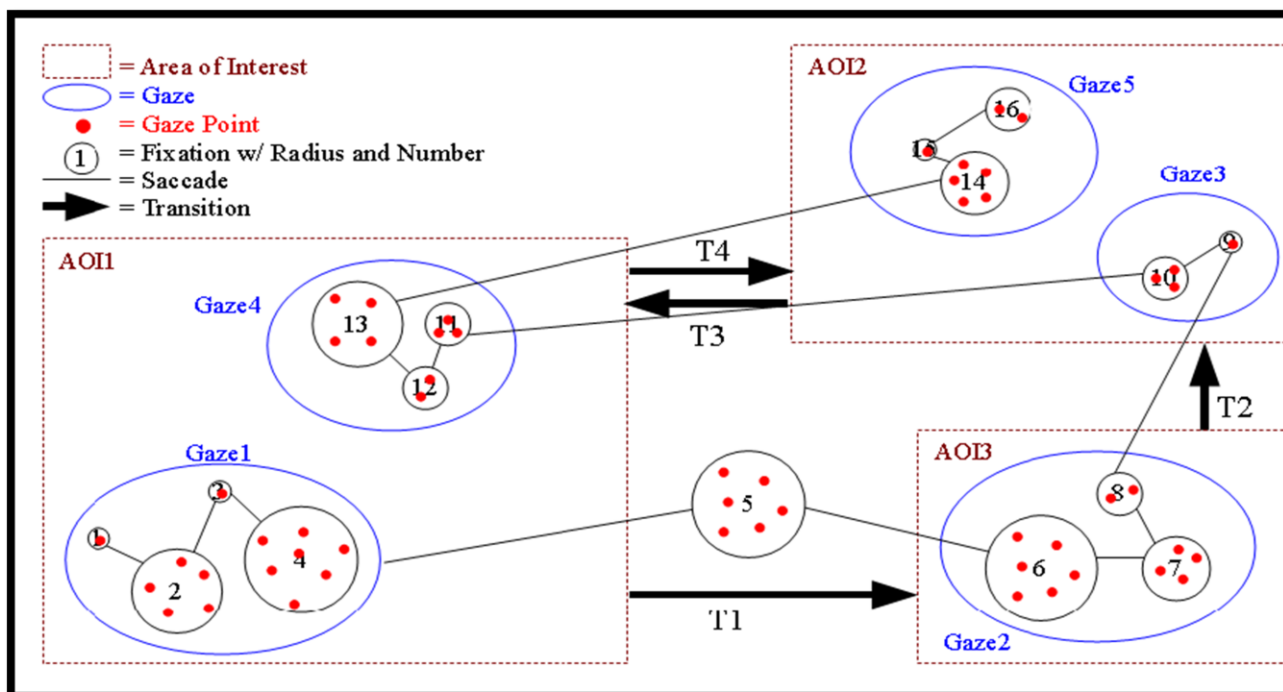 = Area of Interest
= Gaze
= Gaze Point
1 = Fixation w/ Radius and Number
= Saccade
= Transition
AOI2
Gaze5
16
15
14
Gaze3
9
10
AOI1
Gaze4
13
11
12
T4
T3
T2
Gaze1
3
1
2
4
5
AOI3
8
6
7
Gaze2
T1